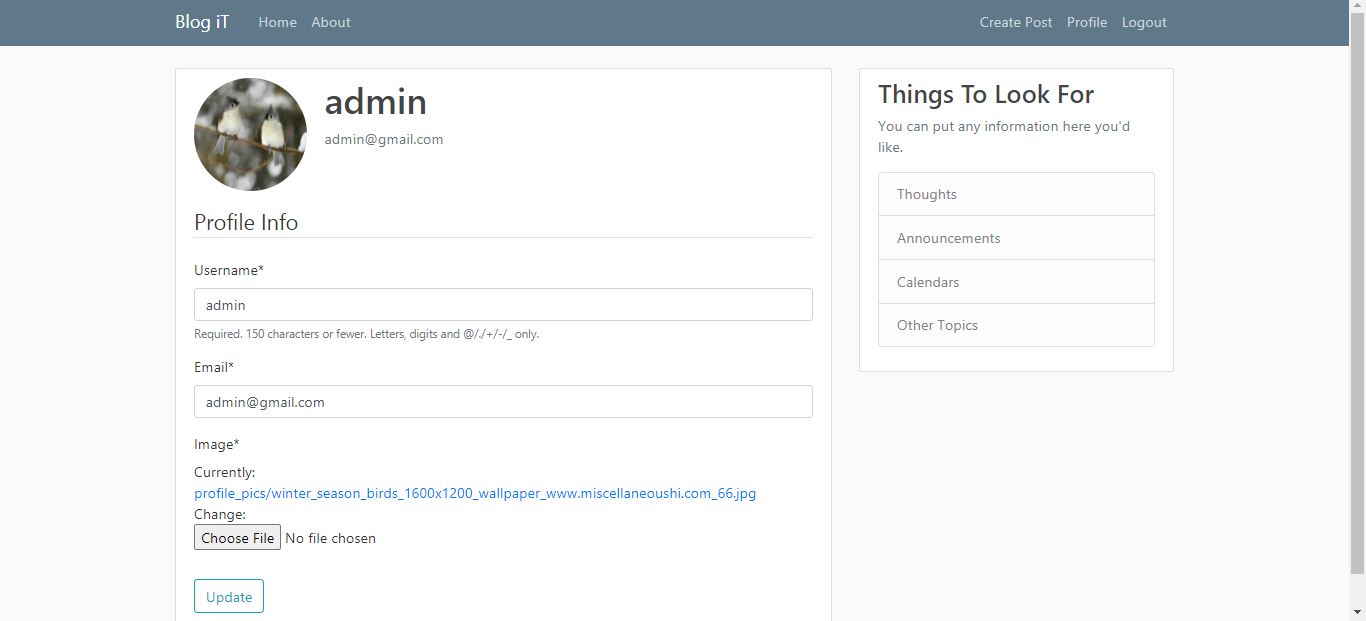 Blog iT Home About Create Post Profile Logout
admin
admin@gmail.com
Profile Info
Username*
admin
Required. 150 characters or fewer. Letters, digits and @/./+/-/_ only.
Email*
admin@gmail.com
Image*
Currently:
profile_pics/winter_season_birds_1600x1200_wallpaper_www.miscellaneoushi.com_66.jpg
Change:
Choose File No file chosen
Update
Things To Look For
You can put any information here you'd
like.
Thoughts
Announcements
Calendars
Other Topics